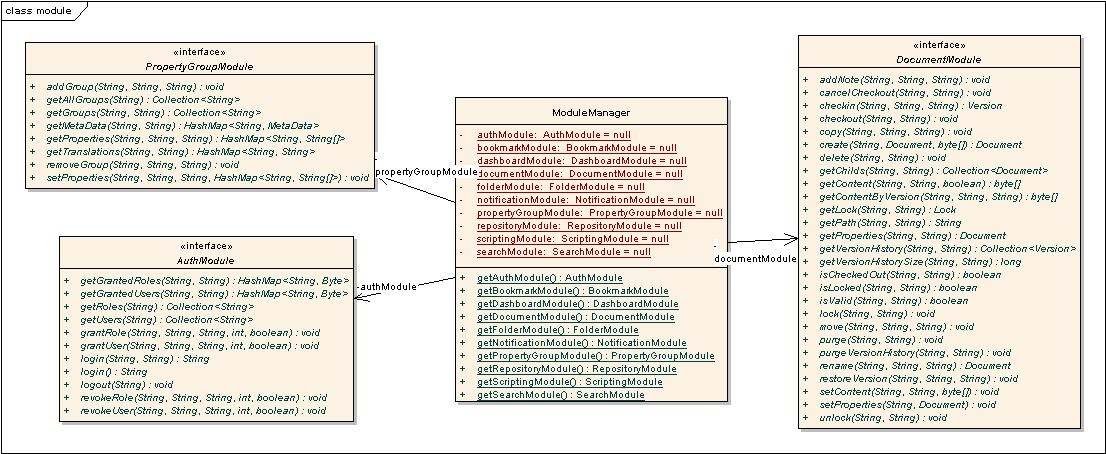 class module
«interface»
PropertyGroupModule
+ addGroup(String, String, String) : void
+ getAllGroups(String) : Collection<String>
+ getGroups(String, String) : Collection<String>
+ getMetaData(String, String) : HashMap<String, MetaData>
+ getProperties(String, String, String) : HashMap<String, String[]>
+ getTranslations(String, String) : HashMap<String, String>
+ removeGroup(String, String, String) : void
+ setProperties(String, String, String, HashMap<String, String[]>) : void
«interface»
AuthModule
+ getGrantedRoles(String, String) : HashMap<String, Byte>
+ getGrantedUsers(String, String) : HashMap<String, Byte>
+ getRoles(String) : Collection<String>
+ getUsers(String) : Collection<String>
+ grantRole(String, String, String, int, boolean) : void
+ grantUser(String, String, String, int, boolean) : void
+ login(String, String) : String
+ login() : String
+ logout(String) : void
+ revokeRole(String, String, String, int, boolean) : void
+ revokeUser(String, String, String, int, boolean) : void
-propertyGroupModule
-authModule
ModuleManager
- authModule: AuthModule = null
- bookmarkModule: BookmarkModule = null
- dashboardModule: DashboardModule = null
- documentModule: DocumentModule = null
- folderModule: FolderModule = null
- notificationModule: NotificationModule = null
- propertyGroupModule: PropertyGroupModule = null
- repositoryModule: RepositoryModule = null
- scriptingModule: ScriptingModule = null
- searchModule: SearchModule = null
+ getAuthModule() : AuthModule
+ getBookmarkModule() : BookmarkModule
+ getDashboardModule() : DashboardModule
+ getDocumentModule() : DocumentModule
+ getFolderModule() : FolderModule
+ getNotificationModule() : NotificationModule
+ getPropertyGroupModule() : PropertyGroupModule
+ getRepositoryModule() : RepositoryModule
+ getScriptingModule() : ScriptingModule
+ getSearchModule() : SearchModule
-
documentModule
«interface»
DocumentModule
+ addNote(String, String, String) : void
+ cancelCheckout(String, String) : void
+ checkin(String, String, String) : Version
+ checkout(String, String) : void
+ copy(String, String, String) : void
+ create(String, Document, byte[]) : Document
+ delete(String, String) : void
+ getChilds(String, String) : Collection<Document>
+ getContent(String, String, boolean) : byte[]
+ getContentByVersion(String, String, String) : byte[]
+ getLock(String, String) : Lock
+ getPath(String, String) : String
+ getProperties(String, String) : Document
+ getVersionHistory(String, String) : Collection<Version>
+ getVersionHistorySize(String, String) : long
+ isCheckedOut(String, String) : boolean
+ isLocked(String, String) : boolean
+ isValid(String, String) : boolean
+ lock(String, String) : void
+ move(String, String, String) : void
+ purge(String, String) : void
+ purgeVersionHistory(String, String) : void
+ rename(String, String, String) : Document
+ restoreVersion(String, String, String) : void
+ setContent(String, String, byte[]) : void
+ setProperties(String, Document) : void
+ unlock(String, String) : void